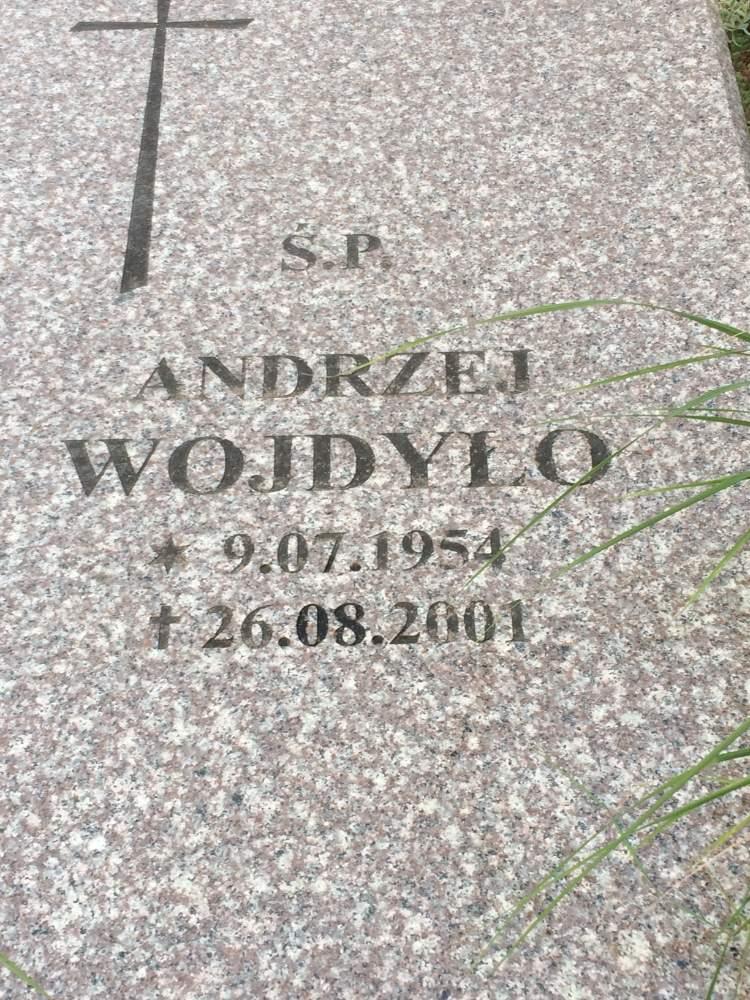 Ś.P.
ANDRZEJ
WOJDYŁO
* 9.07.1954
† 26.08.2001